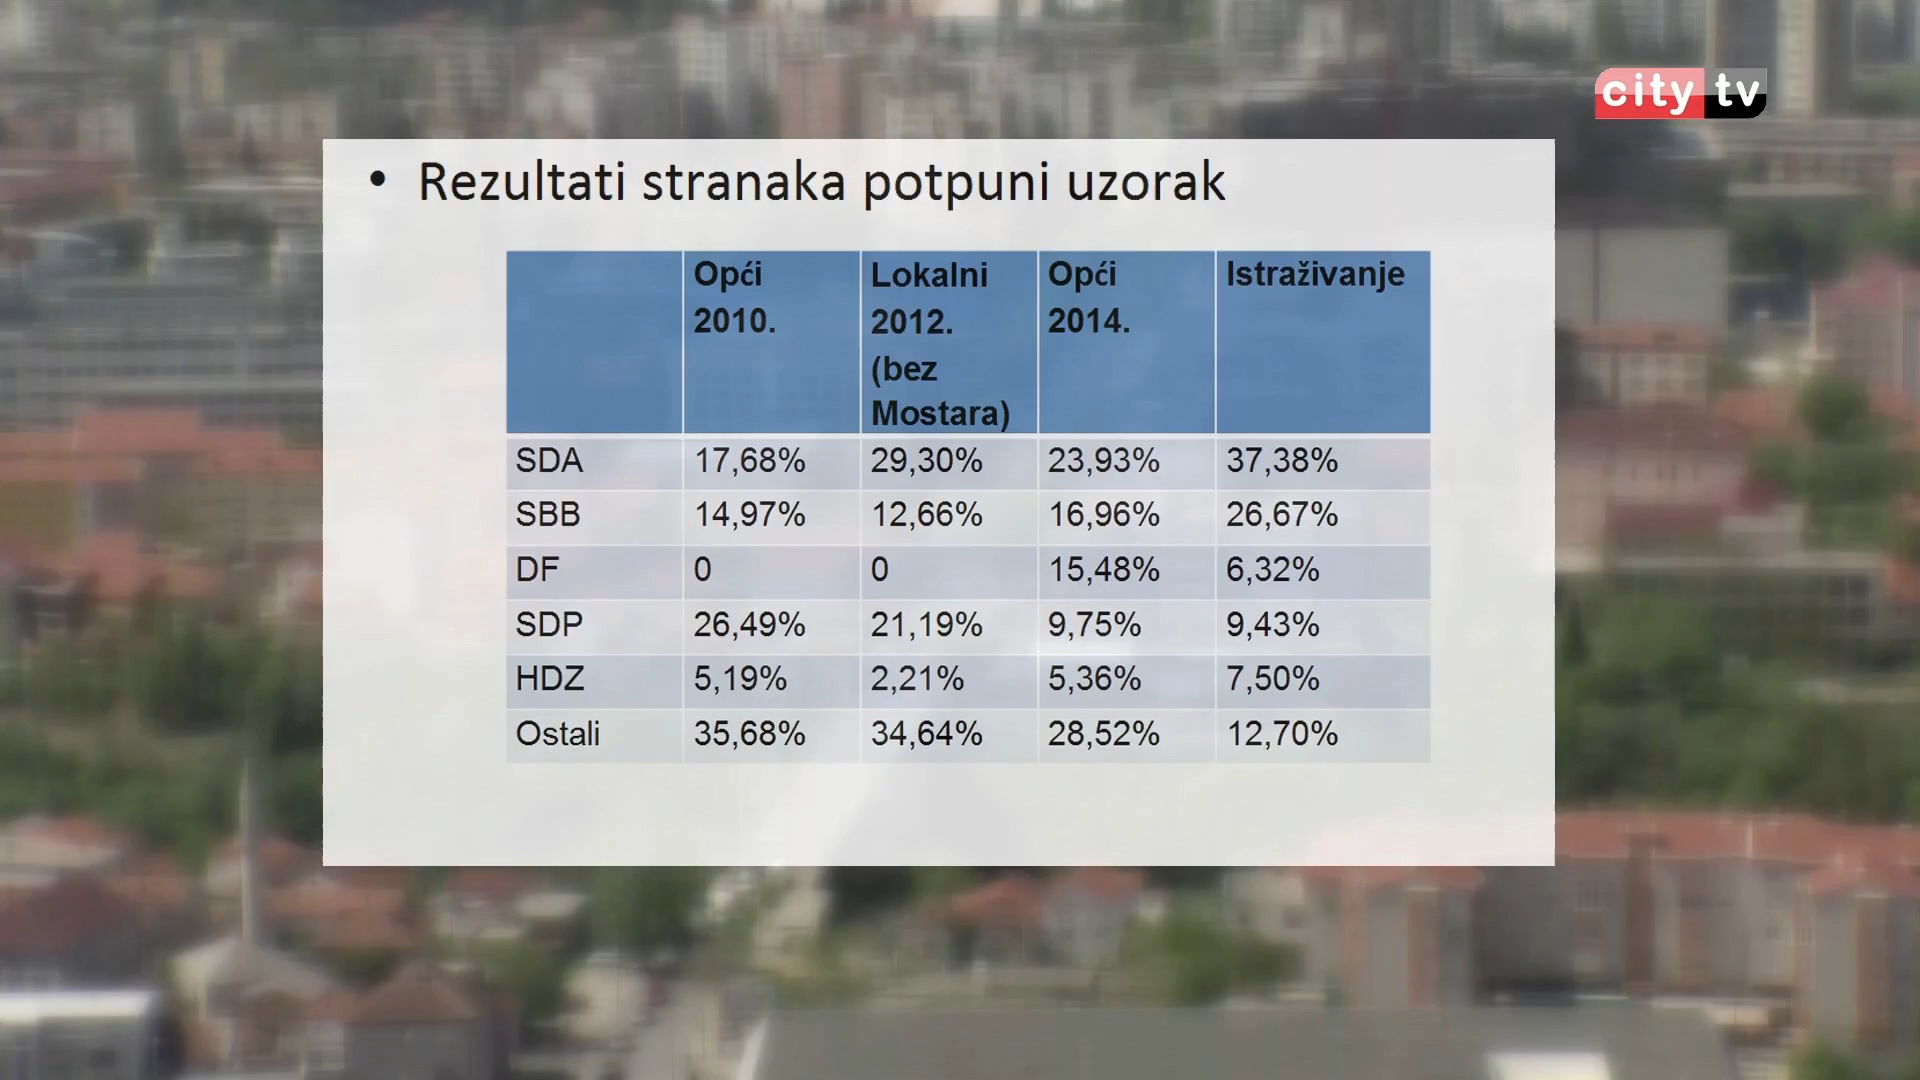 city tv
• Rezultati stranaka potpuni uzorak
Opći 2010. Lokalni 2012. (bez Mostara) Opći 2014. Istraživanje
SDA 17,68% 29,30% 23,93% 37,38%
SBB 14,97% 12,66% 16,96% 26,67%
DF 0 0 15,48% 6,32%
SDP 26,49% 21,19% 9,75% 9,43%
HDZ 5,19% 2,21% 5,36% 7,50%
Ostali 35,68% 34,64% 28,52% 12,70%